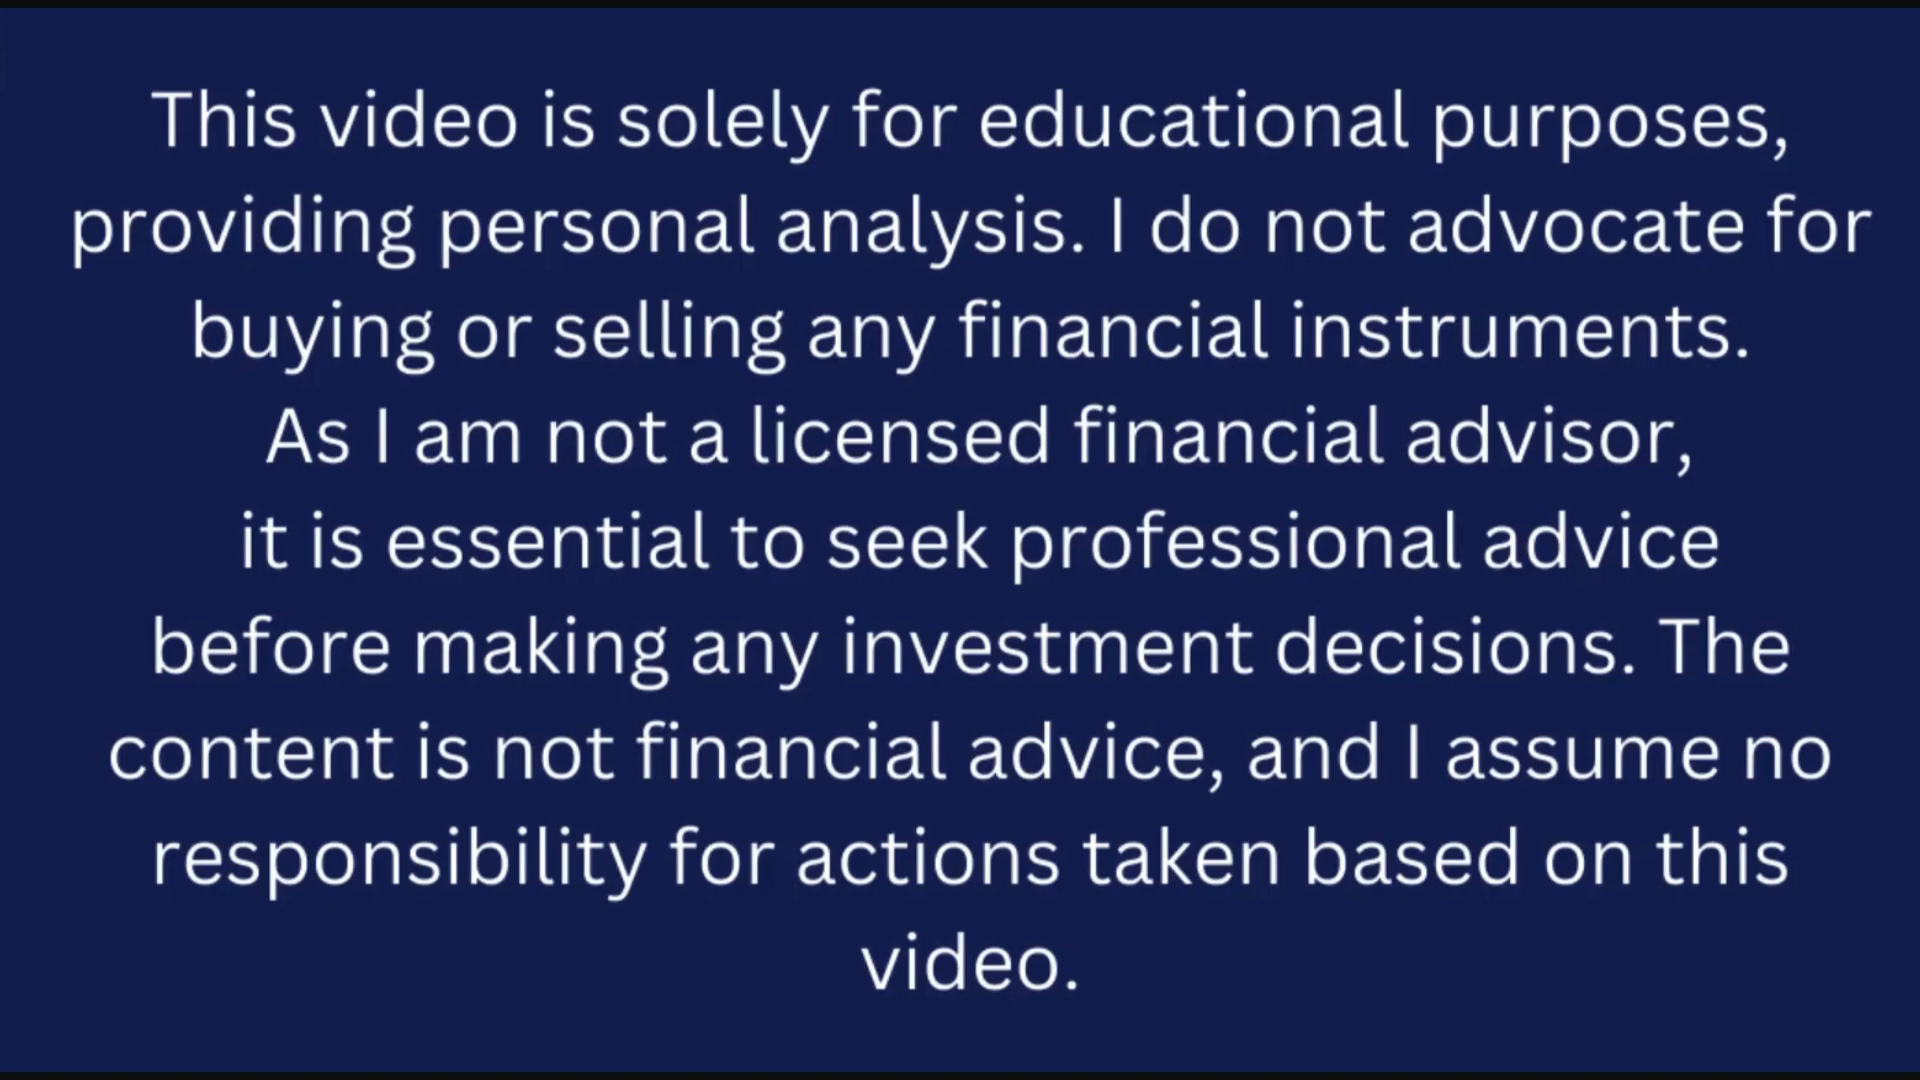 This video is solely for educational purposes,
providing personal analysis. I do not advocate for
buying or selling any financial instruments.
As I am not a licensed financial advisor,
it is essential to seek professional advice
before making any investment decisions. The
content is not financial advice, and I assume no
responsibility for actions taken based on this
video.